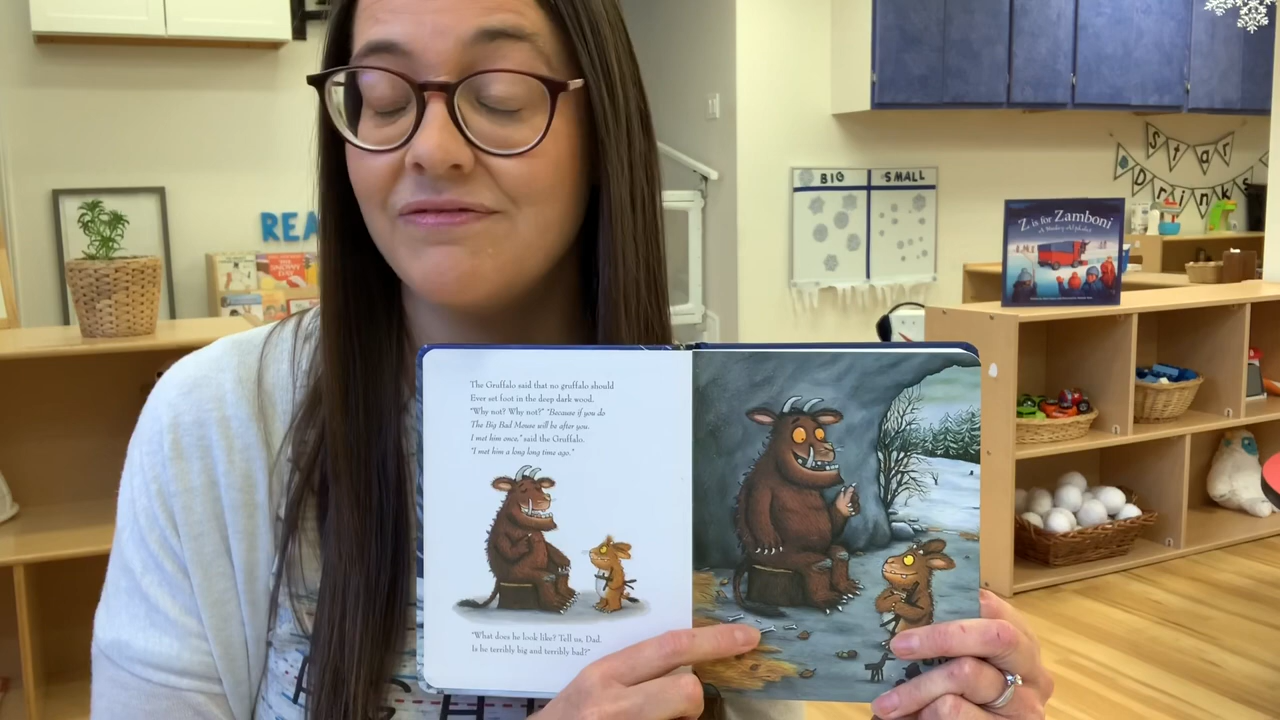 REA
BIG SMALL
Star
Drinks
Z is for Zamboni
The Gruffalo said that no gruffalo should
Ever set foot in the deep dark wood.
"Why not? Why not?" "Because if you do
The Big Bad Mouse will be after you.
I met him once," said the Gruffalo.
"I met him a long long time ago."
"What does he look like? Tell us, Dad.
Is he terribly big and terribly bad?"